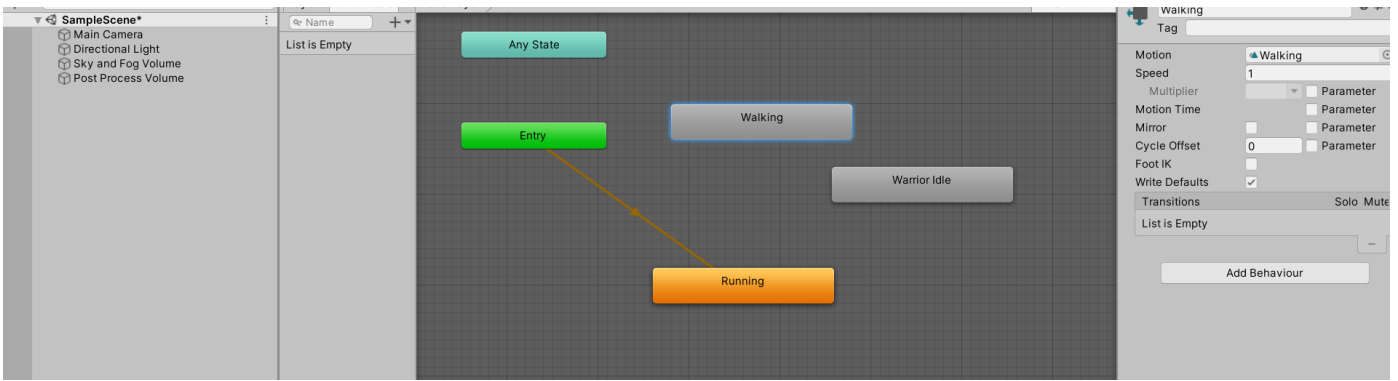 SampleScene*
Main Camera
Directional Light
Sky and Fog Volume
Post Process Volume
Name
List is Empty
Any State
Entry
Walking
Warrior Idle
Running
Walking
Tag
Motion Walking
Speed 1
Multiplier Parameter
Motion Time Parameter
Mirror Parameter
Cycle Offset 0 Parameter
Foot IK
Write Defaults
Transitions Solo Mute
List is Empty
Add Behaviour